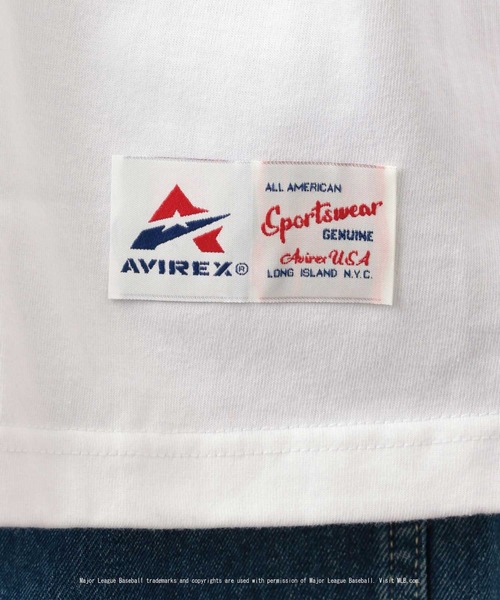 AVIREX®
ALL AMERICAN
Sportswear
GENUINE
Avirex USA
LONG ISLAND N.Y.C.
Major League Baseball trademarks and copyrights are used with permission of Major League Baseball. Visit MLB.com